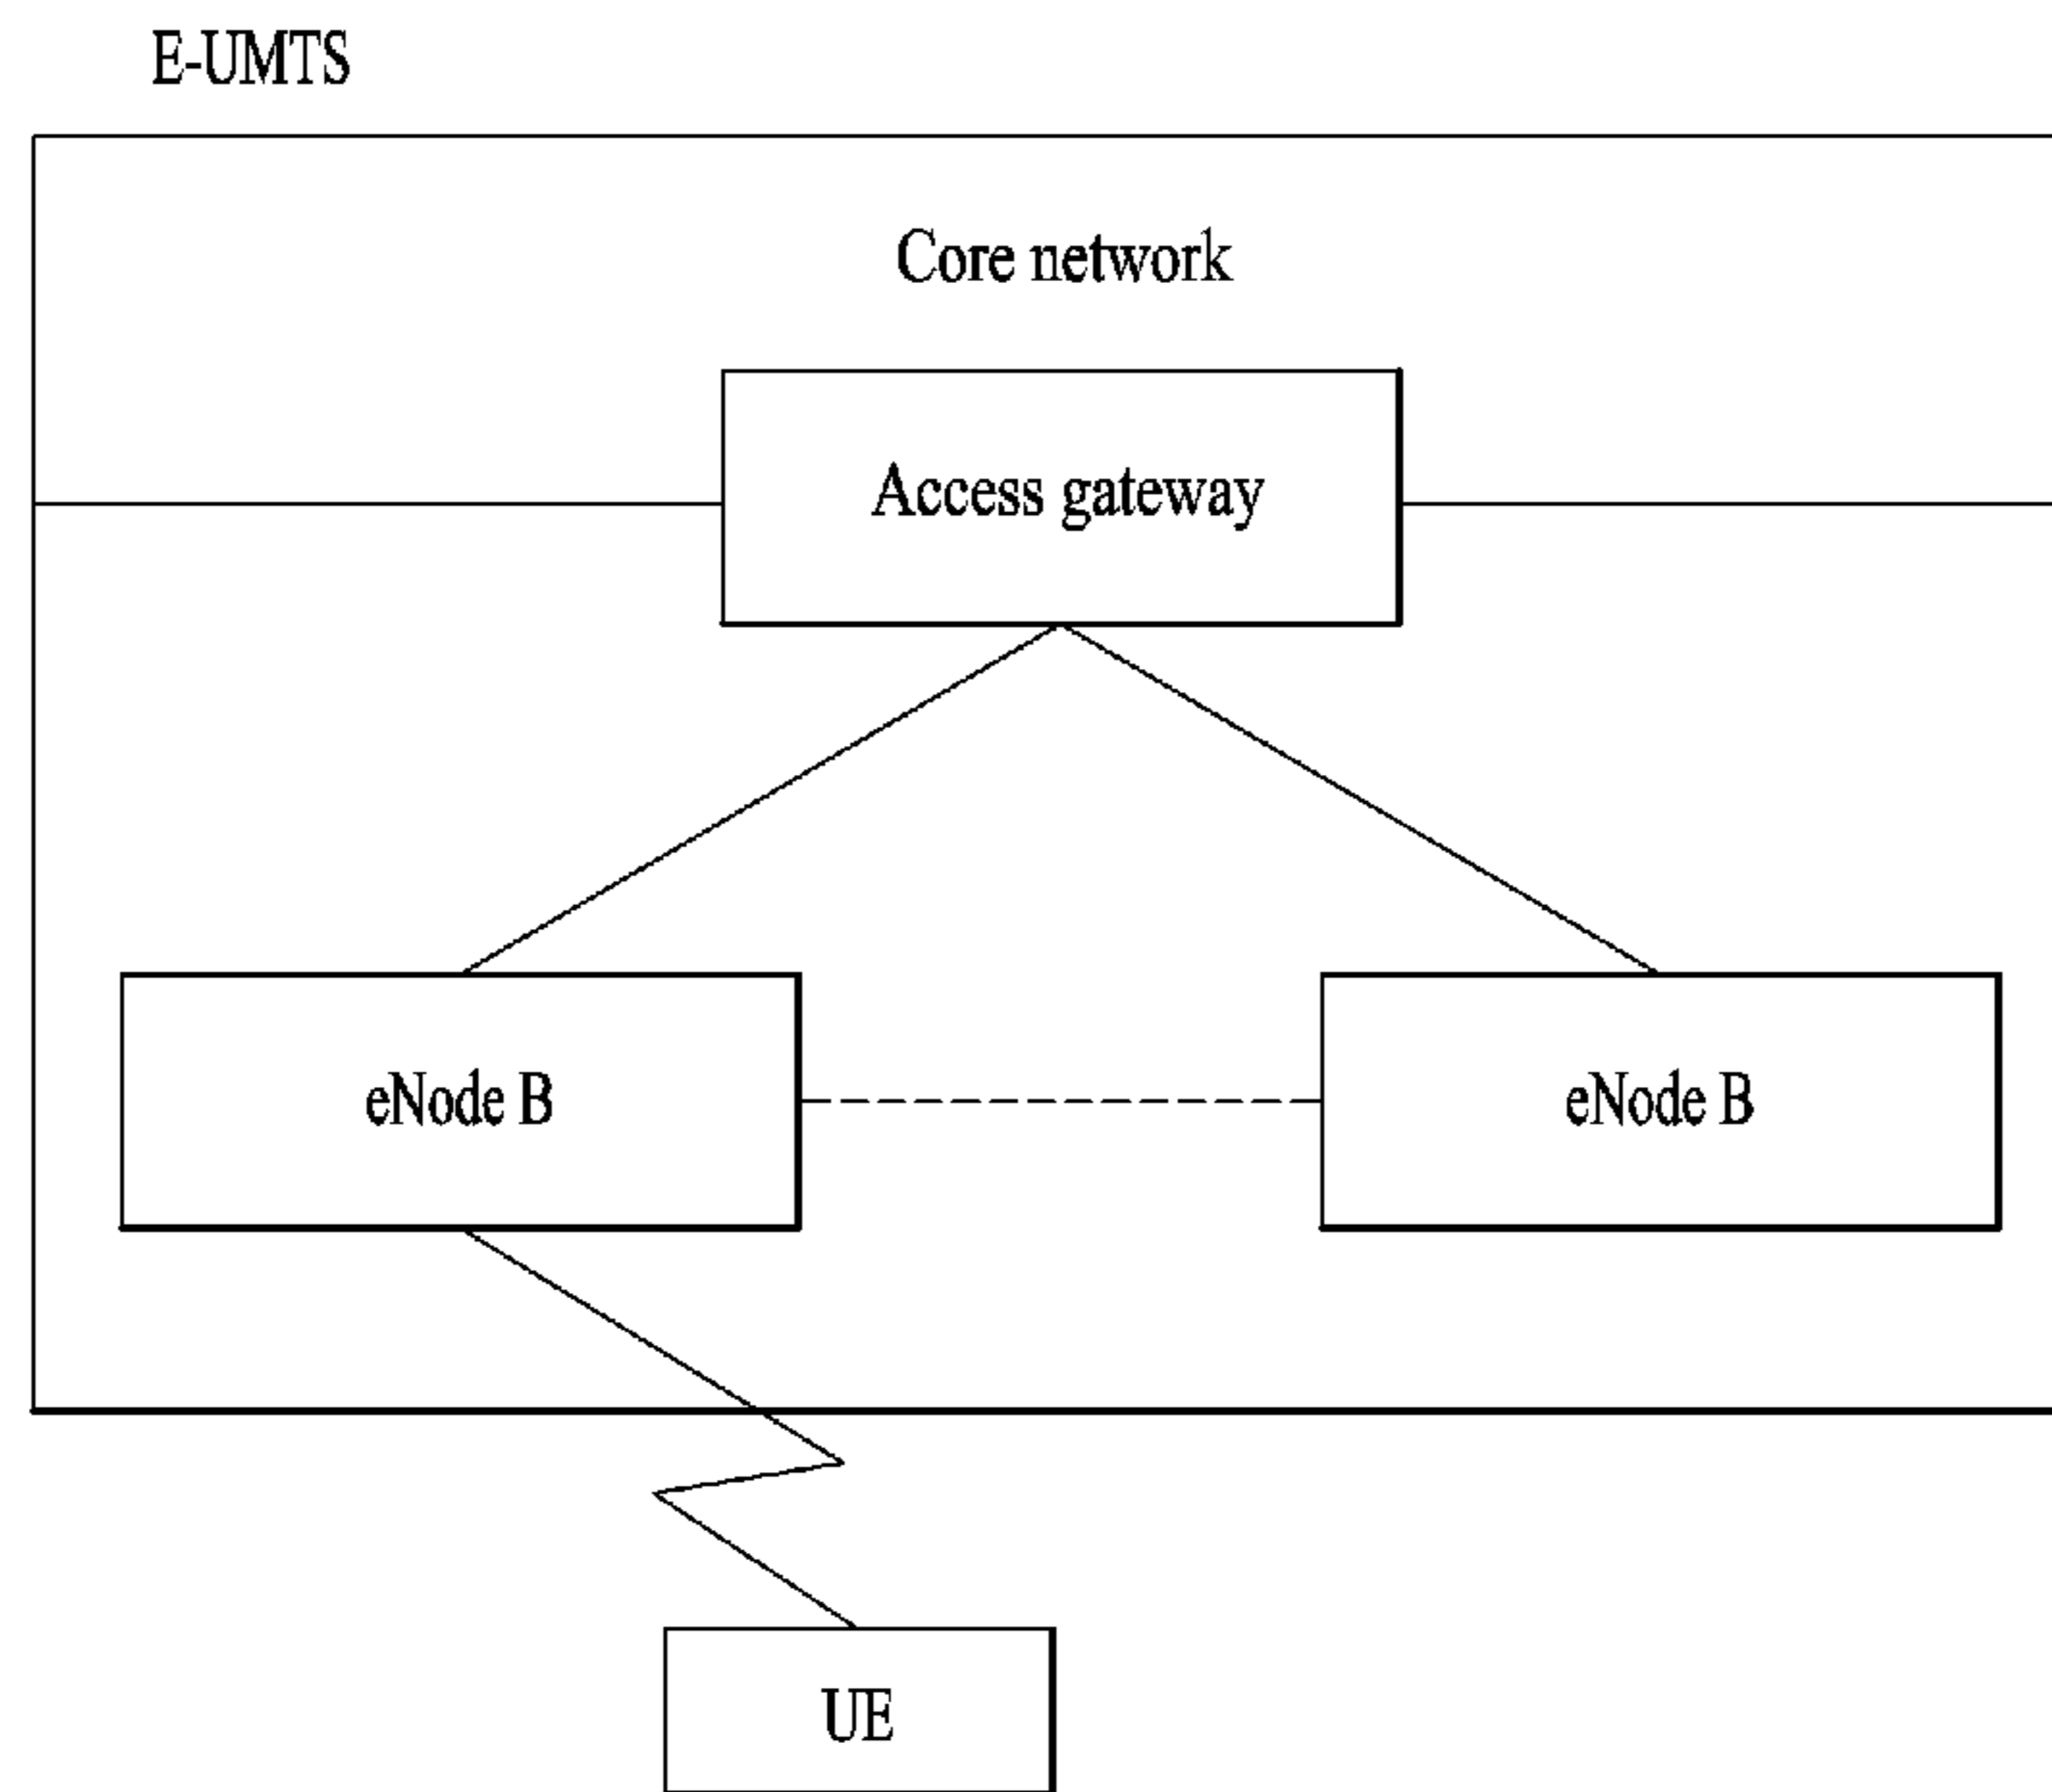 E-UMTS
Core network
Access gateway
eNode B
eNode B
UE